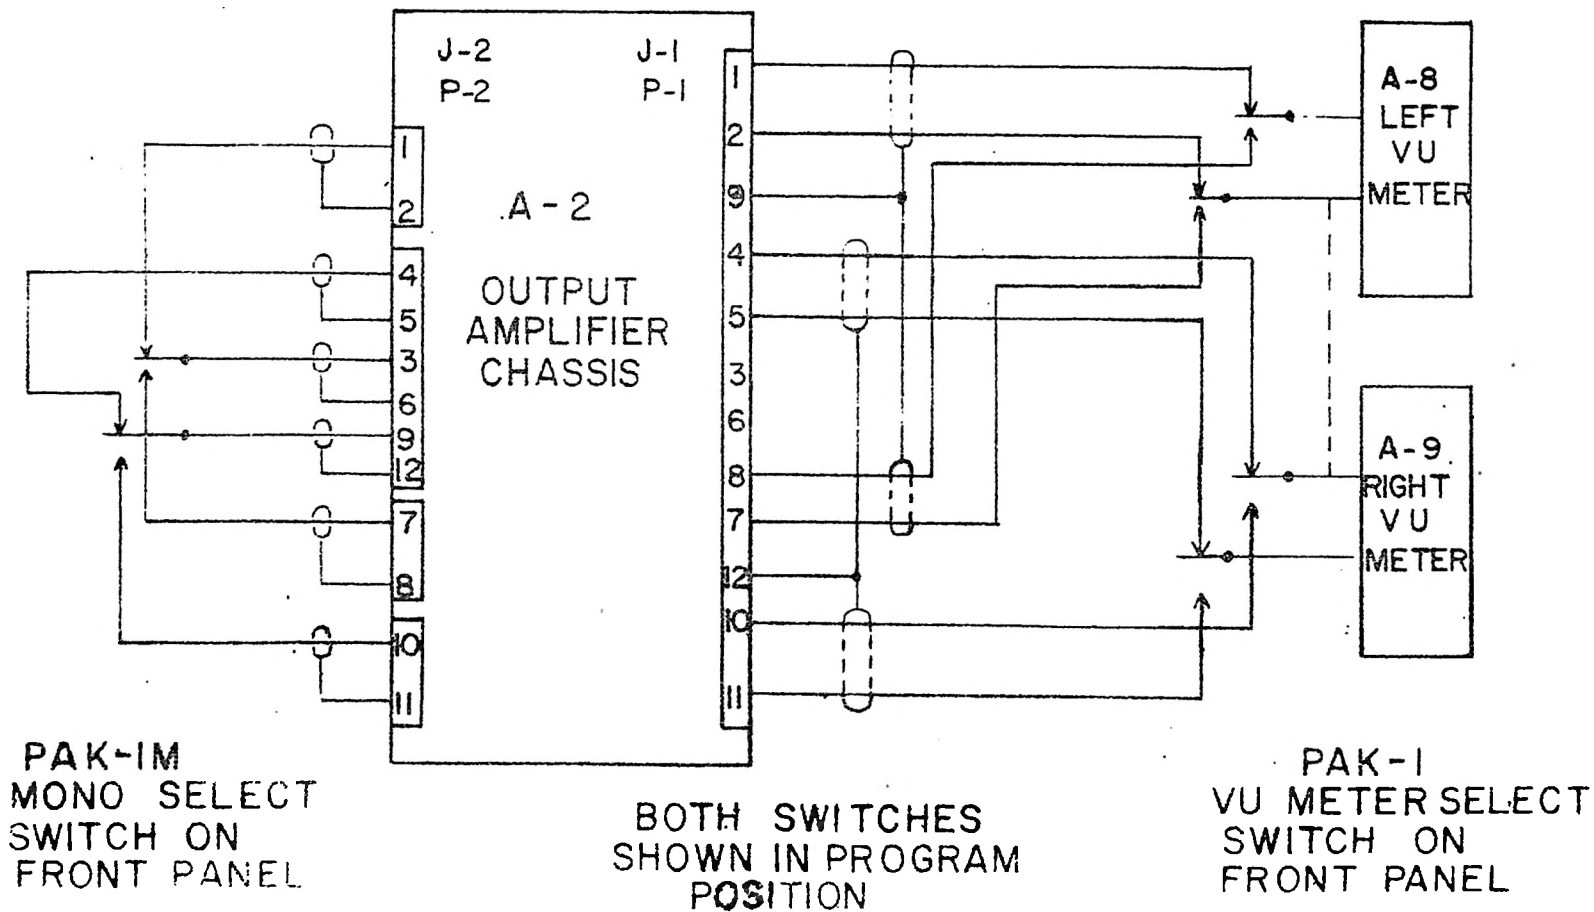 J-2
P-2
J-1
P-1
1
2
4
5
3
6
9
12
7
8
10
11
A-2
OUTPUT
AMPLIFIER
CHASSIS
1
2
9
4
5
3
6
8
7
12
10
11
A-8
LEFT
VU
METER
A-9
RIGHT
VU
METER
PAK-1M
MONO SELECT
SWITCH ON
FRONT PANEL
BOTH SWITCHES
SHOWN IN PROGRAM
POSITION
PAK-1
VU METER SELECT
SWITCH ON
FRONT PANEL